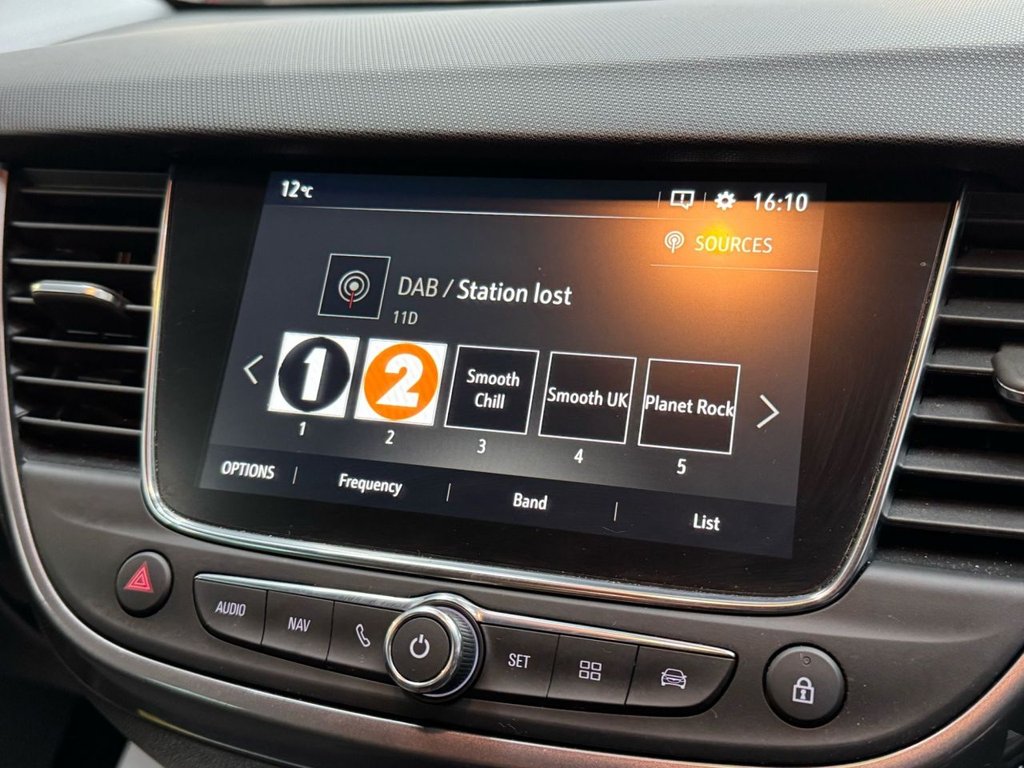 12°C
16:10
SOURCES
DAB / Station lost
11D
1
2
Smooth
Chill
Smooth UK
Planet Rock
1
2
3
4
5
OPTIONS
Frequency
Band
List
AUDIO
NAV
SET